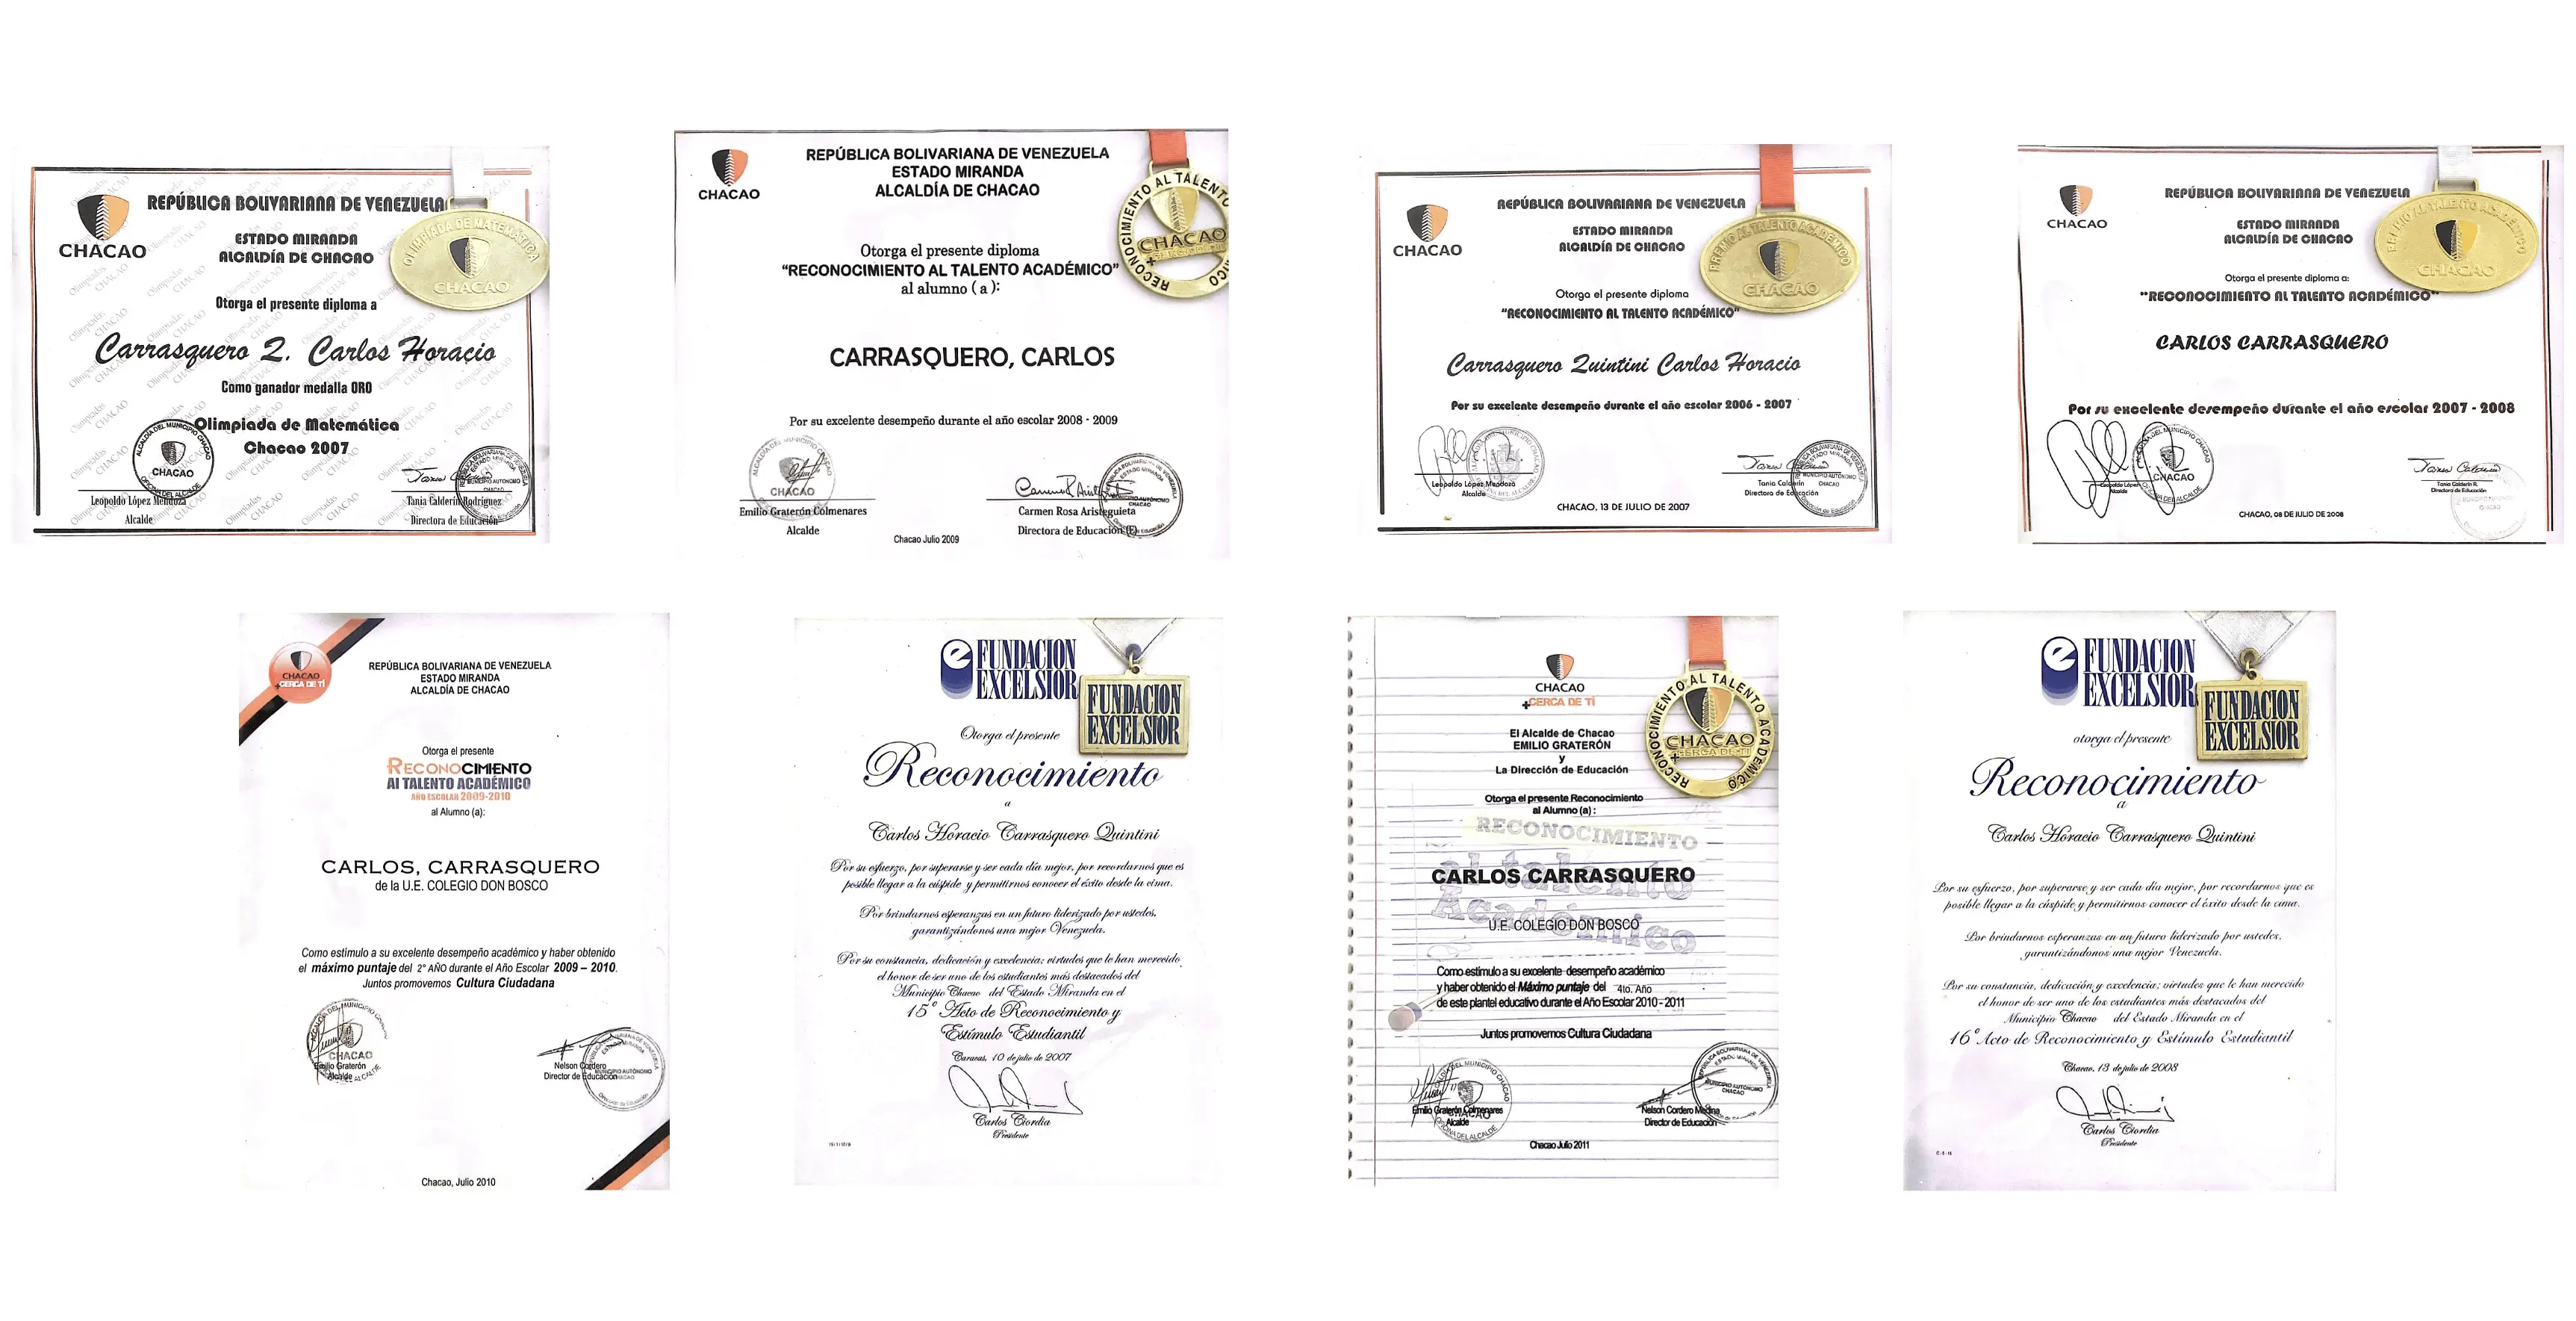 CHACAO
REPÚBLICA BOLIVARIANA DE VENEZUELA
ESTADO MIRANDA
ALCALDÍA DE CHACAO
OLIMPIADA DE MATEMÁTICA
CHACAO
Otorga el presente diploma a
Carrasquero Q. Carlos Horacio
Como ganador medalla ORO
Olimpiada de Matemática
Chacao 2007
ALCALDÍA DEL MUNICIPIO CHACAO
CHACAO
OFICINA DEL ALCALDE
Leopoldo López Mendoza
Alcalde
Tania Calderín Rodríguez
Directora de Educación
CHACAO
REPÚBLICA BOLIVARIANA DE VENEZUELA
ESTADO MIRANDA
ALCALDÍA DE CHACAO
RECONOCIMIENTO AL TALENTO
CHACAO
Otorga el presente diploma
"RECONOCIMIENTO AL TALENTO ACADÉMICO"
al alumno ( a ):
CARRASQUERO, CARLOS
Por su excelente desempeño durante el año escolar 2008 - 2009
CHACAO
Emilio Graterón Colmenares
Alcalde
Carmen Rosa Aristeguieta
Directora de Educación (E)
Chacao Julio 2009
CHACAO
REPÚBLICA BOLIVARIANA DE VENEZUELA
ESTADO MIRANDA
ALCALDÍA DE CHACAO
PREMIO AL TALENTO ACADÉMICO
CHACAO
Otorga el presente diploma
"RECONOCIMIENTO AL TALENTO ACADÉMICO"
Carrasquero Quintini Carlos Horacio
Por su excelente desempeño durante el año escolar 2006 - 2007
Leopoldo López Mendoza
Alcalde
Tania Calderín
Directora de Educación
CHACAO, 13 DE JULIO DE 2007
CHACAO
REPÚBLICA BOLIVARIANA DE VENEZUELA
ESTADO MIRANDA
ALCALDÍA DE CHACAO
PREMIO AL TALENTO ACADÉMICO
CHACAO
Otorga el presente diploma a:
"RECONOCIMIENTO AL TALENTO ACADÉMICO"
CARLOS CARRASQUERO
Por su excelente desempeño durante el año escolar 2007 - 2008
CHACAO
Leopoldo López
Alcalde
Tania Calderín R.
Directora de Educación
CHACAO, 08 DE JULIO DE 2008
CHACAO
+CERCA DE TÍ
REPÚBLICA BOLIVARIANA DE VENEZUELA
ESTADO MIRANDA
ALCALDÍA DE CHACAO
Otorga el presente
RECONOCIMIENTO
Al TALENTO ACADÉMICO
AÑO ESCOLAR 2009-2010
al Alumno (a):
CARLOS, CARRASQUERO
de la U.E. COLEGIO DON BOSCO
Como estimulo a su excelente desempeño académico y haber obtenido
el máximo puntaje del 2° AÑO durante el Año Escolar 2009 – 2010.
Juntos promovemos Cultura Ciudadana
CHACAO
Emilio Graterón
Alcalde
Nelson Cordero
Director de Educación
Chacao, Julio 2010
e FUNDACION
EXCELSIOR
FUNDACION
EXCELSIOR
Otorga el presente
Reconocimiento
a
Carlos Horacio Carrasquero Quintini
Por su esfuerzo, por superarse y ser cada día mejor, por recordarnos que es
posible llegar a la cúspide y permitirnos conocer el éxito desde la cima.
Por brindarnos esperanzas en un futuro liderizado por ustedes,
garantizándonos una mejor Venezuela.
Por su constancia, dedicación y excelencia; virtudes que le han merecido
el honor de ser uno de los estudiantes más destacados del
Municipio Chacao del Estado Miranda en el
15° Acto de Reconocimiento y
Estímulo Estudiantil
Caracas, 10 de julio de 2007
Carlos Ciordia
Presidente
CHACAO
+CERCA DE TÍ
RECONOCIMIENTO AL TALENTO ACADÉMICO
CHACAO
+CERCA DE TI
El Alcalde de Chacao
EMILIO GRATERÓN
y
La Dirección de Educación
Otorga el presente Reconocimiento
al Alumno (a) :
RECONOCIMIENTO
al talento
Académico
CARLOS CARRASQUERO
U.E. COLEGIO DON BOSCO
Como estímulo a su excelente desempeño académico
y haber obtenido el Máximo puntaje del 4to. Año
de este plantel educativo durante el Año Escolar 2010 - 2011
Juntos promovemos Cultura Ciudadana
Emilio Graterón Colmenares
Alcalde
Nelson Cordero Medina
Director de Educación
Chacao Julio 2011
e FUNDACION
EXCELSIOR
FUNDACION
EXCELSIOR
otorga el presente
Reconocimiento
a
Carlos Horacio Carrasquero Quintini
Por su esfuerzo, por superarse y ser cada día mejor, por recordarnos que es
posible llegar a la cúspide y permitirnos conocer el éxito desde la cima.
Por brindarnos esperanzas en un futuro liderizado por ustedes,
garantizándonos una mejor Venezuela.
Por su constancia, dedicación y excelencia; virtudes que le han merecido
el honor de ser uno de los estudiantes más destacados del
Municipio Chacao del Estado Miranda en el
16° Acto de Reconocimiento y Estímulo Estudiantil
Chacao, 13 de julio de 2008
Carlos Ciordia
Presidente